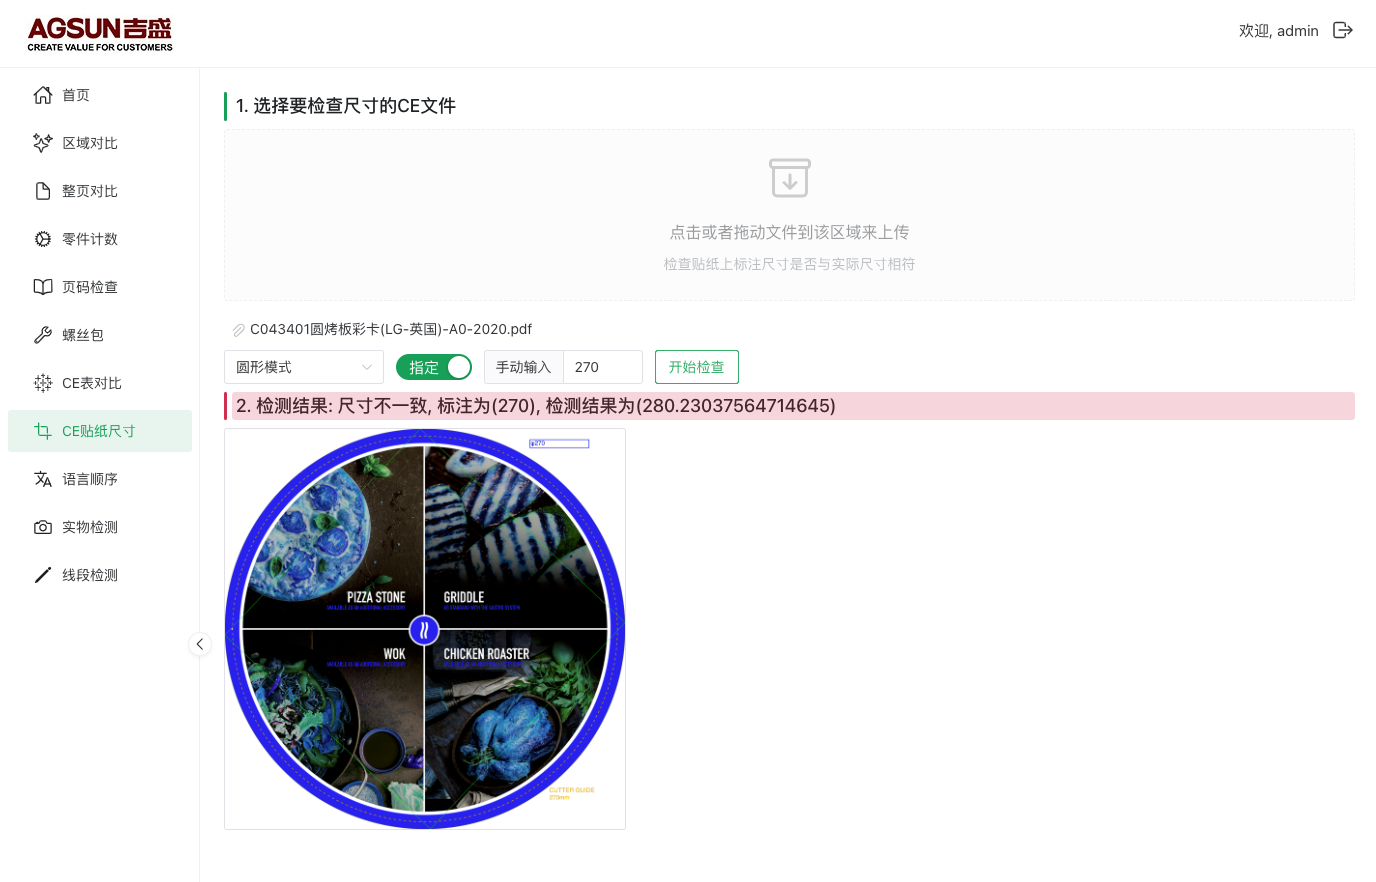 AGSUN吉盛
CREATE VALUE FOR CUSTOMERS
欢迎, admin
首页
区域对比
整页对比
零件计数
页码检查
螺丝包
CE表对比
CE贴纸尺寸
语言顺序
实物检测
线段检测
1. 选择要检查尺寸的CE文件
点击或者拖动文件到该区域来上传
检查贴纸上标注尺寸是否与实际尺寸相符
C043401圆烤板彩卡(LG-英国)-A0-2020.pdf
圆形模式
指定
手动输入
270
开始检查
2. 检测结果: 尺寸不一致, 标注为(270), 检测结果为(280.23037564714645)
270
PIZZA STONE
GRIDDLE
WOK
CHICKEN ROASTER
CUTTER GUIDE